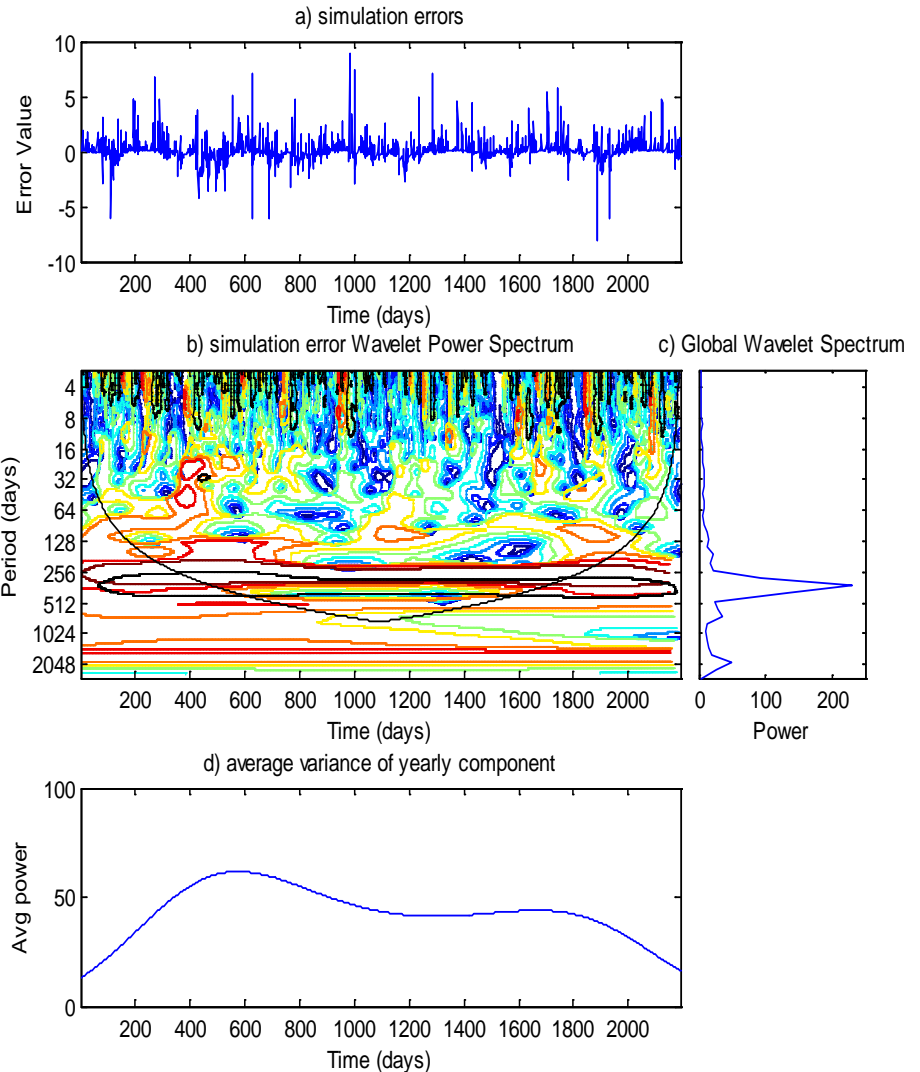 a) simulation errors
10
5
0
-5
-10
Error Value
200 400 600 800 1000 1200 1400 1600 1800 2000
Time (days)
b) simulation error Wavelet Power Spectrum
c) Global Wavelet Spectrum
4
8
16
32
64
128
256
512
1024
2048
Period (days)
200 400 600 800 1000 1200 1400 1600 1800 2000
Time (days)
0 100 200
Power
d) average variance of yearly component
100
50
0
Avg power
200 400 600 800 1000 1200 1400 1600 1800 2000
Time (days)